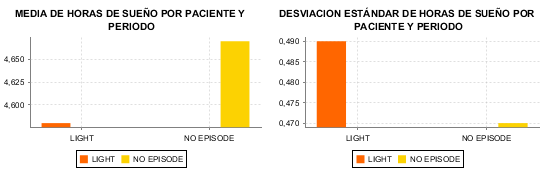 MEDIA DE HORAS DE SUEÑO POR PACIENTE Y
PERIODO
4,650
4,625
4,600
LIGHT
NO EPISODE
LIGHT NO EPISODE
DESVIACION ESTÁNDAR DE HORAS DE SUEÑO POR
PACIENTE Y PERIODO
0,490
0,485
0,480
0,475
0,470
LIGHT
NO EPISODE
LIGHT NO EPISODE